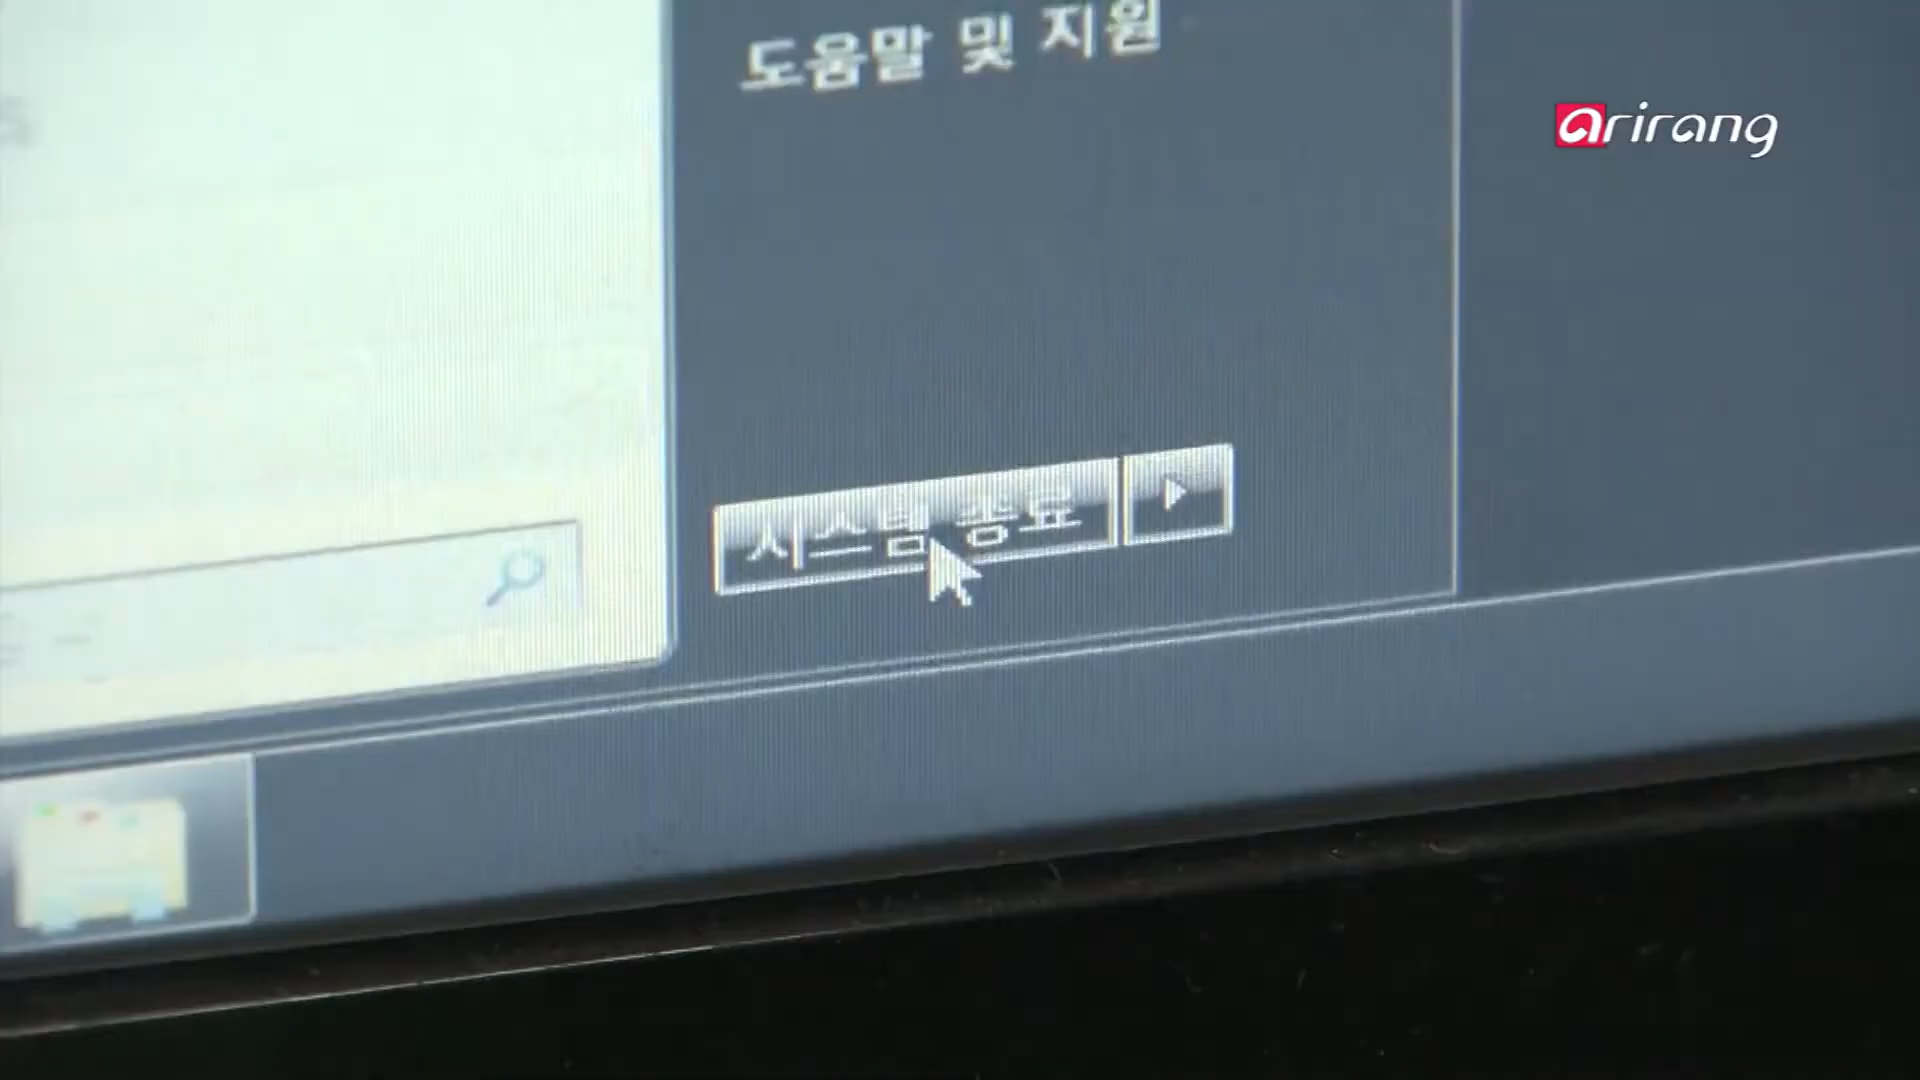 도움말 및 지원
arirang
시스템 종료